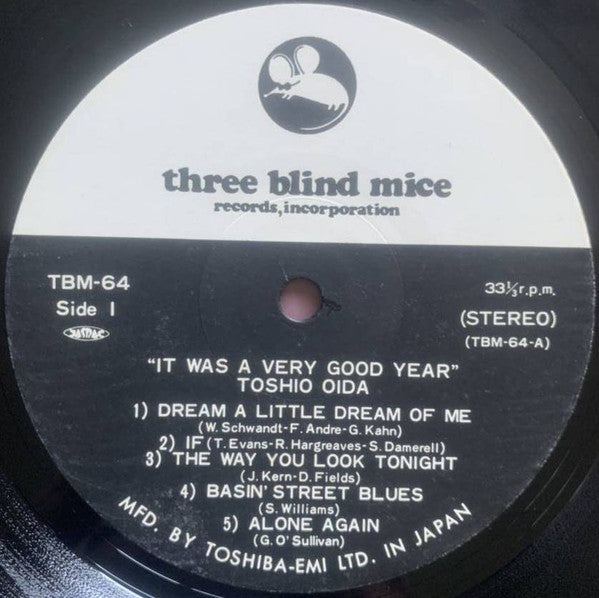 three blind mice
records, incorporation
TBM-64
33⅓ r.p.m.
Side 1
(STEREO)
JASRAC
(TBM-64-A)
"IT WAS A VERY GOOD YEAR"
TOSHIO OIDA
1) DREAM A LITTLE DREAM OF ME
(W. Schwandt-F. Andre-G. Kahn)
2) IF (T. Evans-R. Hargreaves-S. Damerell)
3) THE WAY YOU LOOK TONIGHT
(J. Kern-D. Fields)
4) BASIN' STREET BLUES
(S. Williams)
5) ALONE AGAIN
(G. O'Sullivan)
MFD. BY TOSHIBA-EMI LTD. IN JAPAN